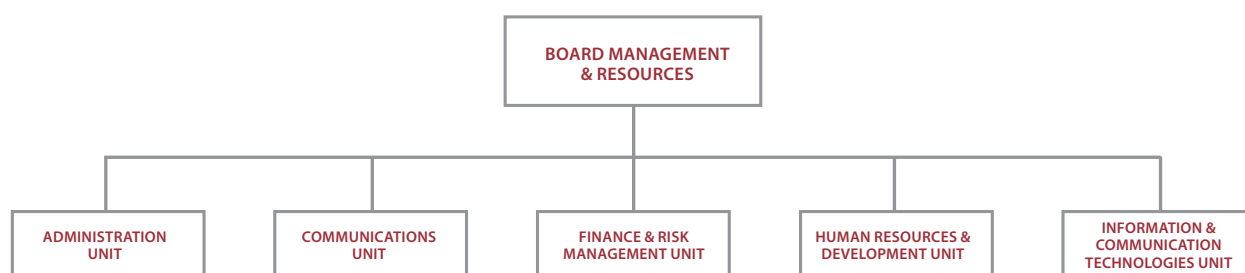 BOARD MANAGEMENT
& RESOURCES
ADMINISTRATION
UNIT
COMMUNICATIONS
UNIT
FINANCE & RISK
MANAGEMENT UNIT
HUMAN RESOURCES &
DEVELOPMENT UNIT
INFORMATION &
COMMUNICATION
TECHNOLOGIES UNIT